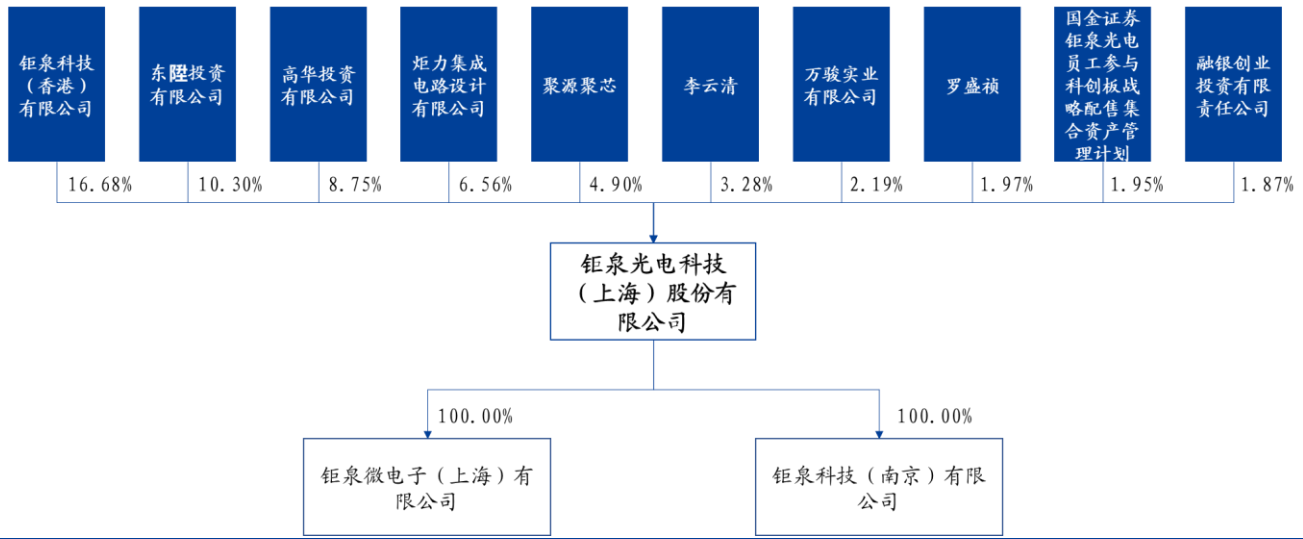 钜泉科技
（香港）
有限公司
东陞投资
有限公司
高华投资
有限公司
炬力集成
电路设计
有限公司
聚源聚芯
李云清
万骏实业
有限公司
罗盛祯
国金证券
钜泉光电
员工参与
科创板战
略配售集
合资产管
理计划
融银创业
投资有限
责任公司
16.68%
10.30%
8.75%
6.56%
4.90%
3.28%
2.19%
1.97%
1.95%
1.87%
钜泉光电科技
（上海）股份有
限公司
100.00%
100.00%
钜泉微电子（上海）有
限公司
钜泉科技（南京）有限
公司